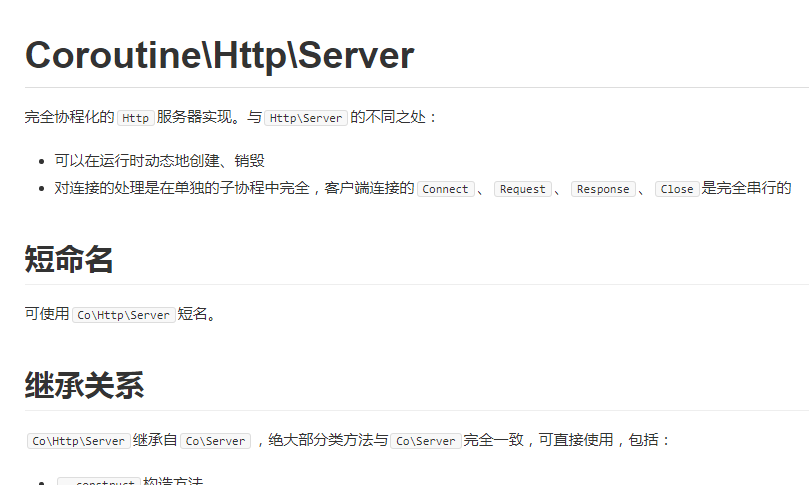 Coroutine\Http\Server
完全协程化的 Http 服务器实现。与 Http\Server 的不同之处：
可以在运行时动态地创建、销毁
对连接的处理是在单独的子协程中完全，客户端连接的 Connect 、 Request 、 Response 、 Close 是完全串行的
短命名
可使用 Co\Http\Server 短名。
继承关系
Co\Http\Server 继承自 Co\Server ，绝大部分类方法与 Co\Server 完全一致，可直接使用，包括：
__construct 构造方法